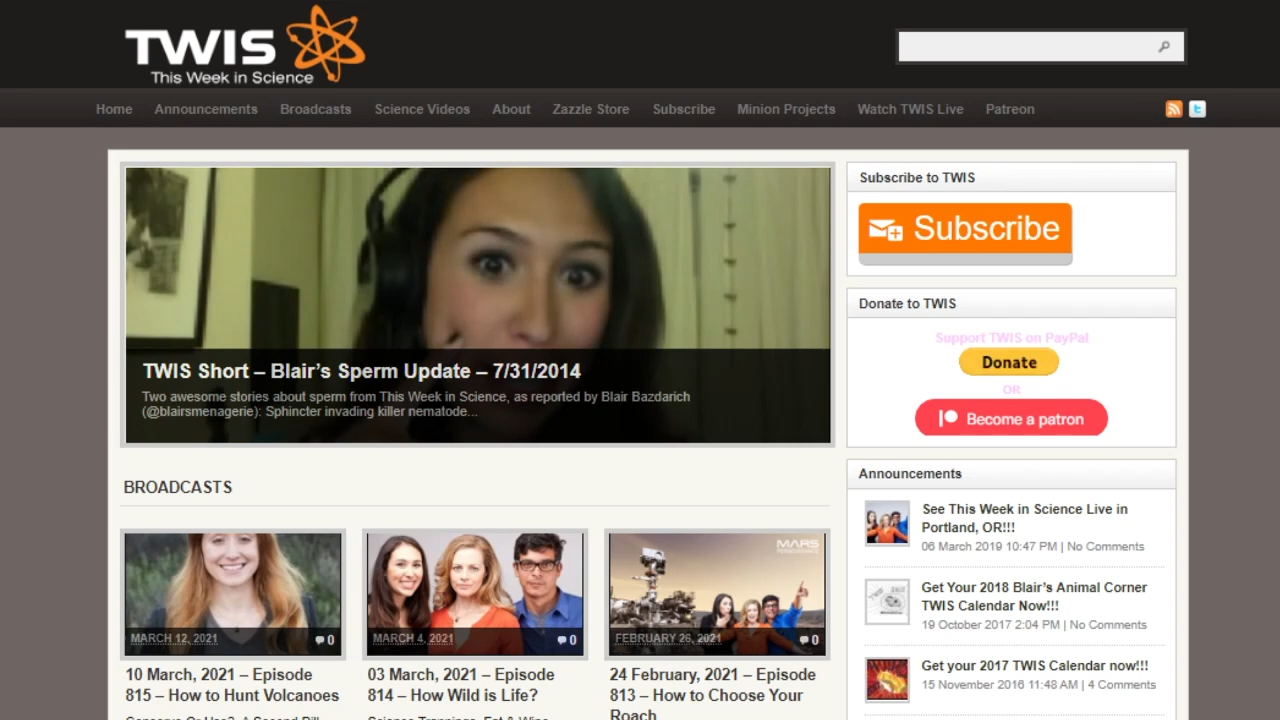 TWIS
This Week in Science
Home Announcements Broadcasts Science Videos About Zazzle Store Subscribe Minion Projects Watch TWIS Live Patreon
TWIS Short – Blair's Sperm Update – 7/31/2014
Two awesome stories about sperm from This Week in Science, as reported by Blair Bazdarich
(@blairsmenagerie): Sphincter invading killer nematode...
Subscribe to TWIS
Subscribe
Donate to TWIS
Support TWIS on PayPal
Donate
OR
Become a patron
Announcements
See This Week in Science Live in
Portland, OR!!!
06 March 2019 10:47 PM | No Comments
Get Your 2018 Blair's Animal Corner
TWIS Calendar Now!!!
19 October 2017 2:04 PM | No Comments
Get your 2017 TWIS Calendar now!!!
15 November 2016 11:48 AM | 4 Comments
BROADCASTS
MARCH 12, 2021 0
10 March, 2021 – Episode
815 – How to Hunt Volcanoes
MARCH 4, 2021 0
03 March, 2021 – Episode
814 – How Wild is Life?
MARS
FEBRUARY 26, 2021 0
24 February, 2021 – Episode
813 – How to Choose Your
Roach